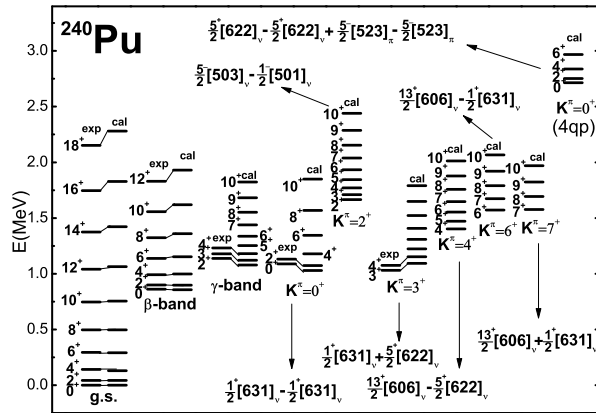 ²⁴⁰Pu
5/2⁺[622]ν-5/2⁺[622]ν+5/2⁻[523]π-5/2⁻[523]π
5/2⁻[503]ν-1/2⁻[501]ν
13/2⁺[606]ν-1/2⁺[631]ν
E(MeV)
3.0
2.5
2.0
1.5
1.0
0.5
0.0
exp cal
18⁺
16⁺
14⁺
12⁺
10⁺
8⁺
6⁺
4⁺
2⁺
0⁺
g.s.
exp cal
12⁺
10⁺
8⁺
6⁺
4⁺
2⁺
0⁺
β-band
cal
10⁺
9⁺
8⁺
7⁺
6⁺
5⁺
exp
4⁺
3⁺
2⁺
γ-band
cal
10⁺
8⁺
6⁺
4⁺
exp
2⁺
0⁺
Kπ=0⁺
cal
10⁺
9⁺
8⁺
7⁺
6⁺
5⁺
4⁺
3⁺
2⁺
Kπ=2⁺
cal
exp
4⁺
3⁺
Kπ=3⁺
cal
10⁺
9⁺
8⁺
7⁺
6⁺
5⁺
4⁺
Kπ=4⁺
cal
10⁺
9⁺
8⁺
7⁺
6⁺
Kπ=6⁺
cal
10⁺
9⁺
8⁺
7⁺
Kπ=7⁺
cal
6⁺
4⁺
2⁺
0⁺
Kπ=0⁺
(4qp)
1/2⁺[631]ν-1/2⁺[631]ν
1/2⁺[631]ν+5/2⁺[622]ν
13/2⁺[606]ν-5/2⁺[622]ν
13/2⁺[606]ν+1/2⁺[631]ν